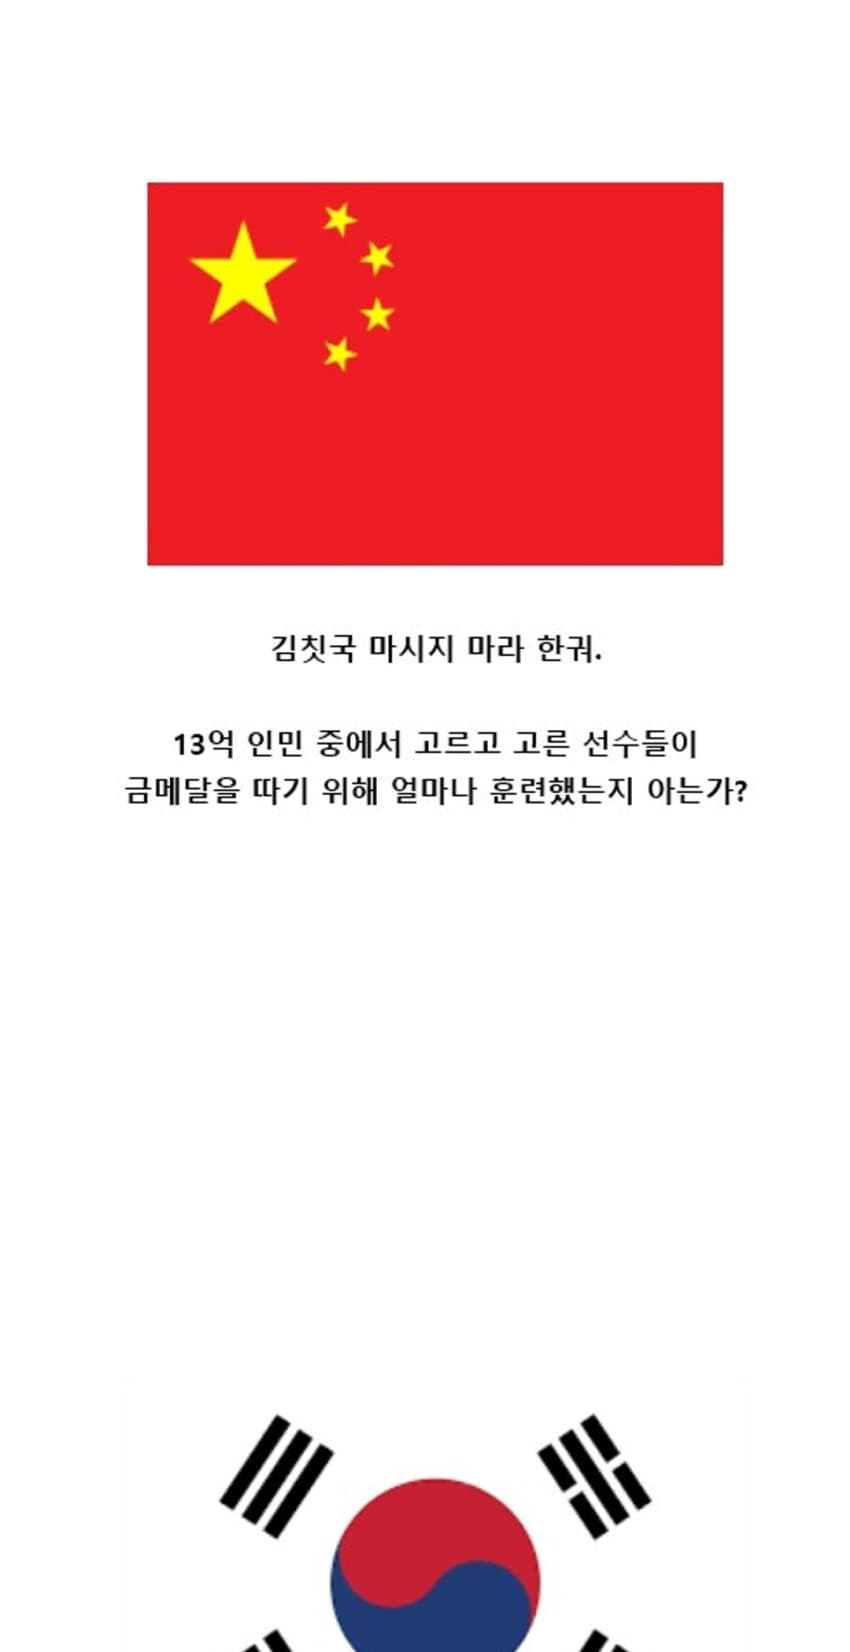 김칫국 마시지 마라 한궈.
13억 인민 중에서 고르고 고른 선수들이
금메달을 따기 위해 얼마나 훈련했는지 아는가?